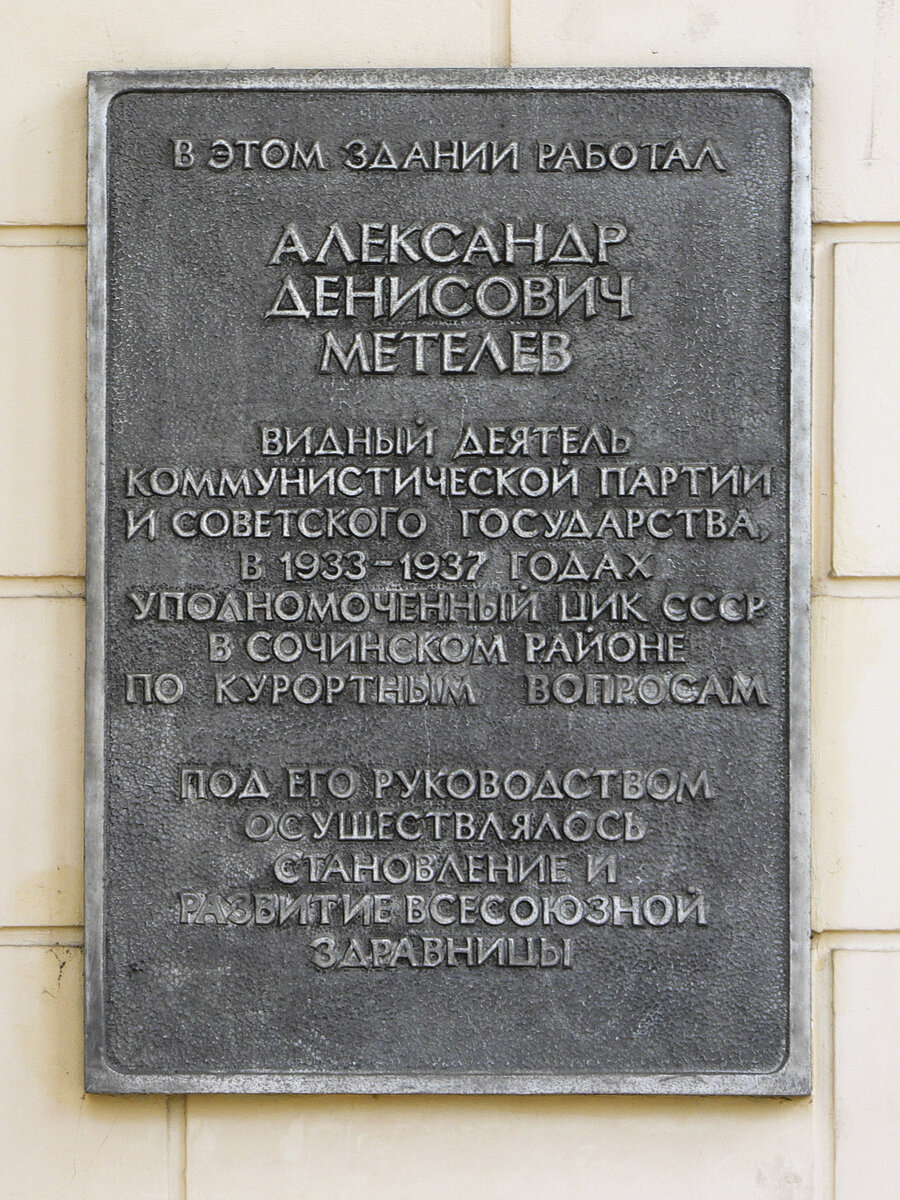 В ЭТОМ ЗДАНИИ РАБОТАЛ
АЛЕКСАНДР
ДЕНИСОВИЧ
МЕТЕЛЕВ
ВИДНЫЙ ДЕЯТЕЛЬ
КОММУНИСТИЧЕСКОЙ ПАРТИИ
И СОВЕТСКОГО ГОСУДАРСТВА,
В 1933-1937 ГОДАХ
УПОЛНОМОЧЕННЫЙ ЦИК СССР
В СОЧИНСКОМ РАЙОНЕ
ПО КУРОРТНЫМ ВОПРОСАМ
ПОД ЕГО РУКОВОДСТВОМ
ОСУЩЕСТВЛЯЛОСЬ
СТАНОВЛЕНИЕ И
РАЗВИТИЕ ВСЕСОЮЗНОЙ
ЗДРАВНИЦЫ